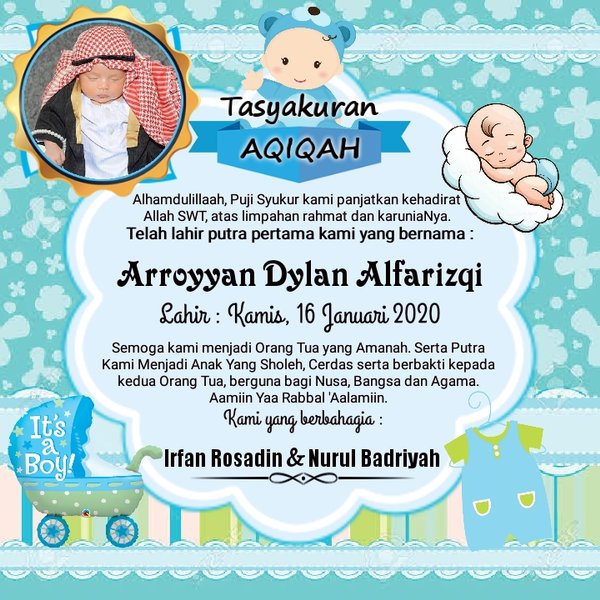 Tasyakuran
AQIQAH
Alhamdulillaah, Puji Syukur kami panjatkan kehadirat
Allah SWT, atas limpahan rahmat dan karuniaNya.
Telah lahir putra pertama kami yang bernama :
Arroyyan Dylan Alfarizqi
Lahir : Kamis, 16 Januari 2020
Semoga kami menjadi Orang Tua yang Amanah. Serta Putra
Kami Menjadi Anak Yang Sholeh, Cerdas serta berbakti kepada
kedua Orang Tua, berguna bagi Nusa, Bangsa dan Agama.
Aamiin Yaa Rabbal 'Aalamiin.
Kami yang berbahagia :
It's
a
Boy!
Irfan Rosadin & Nurul Badriyah